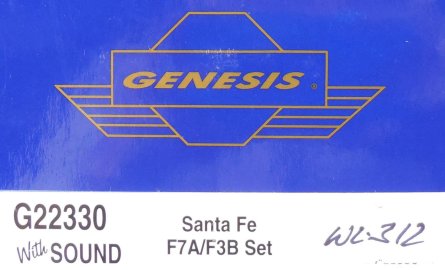 GENESIS®
G22330
With SOUND
Santa Fe
F7A/F3B Set
WL-312